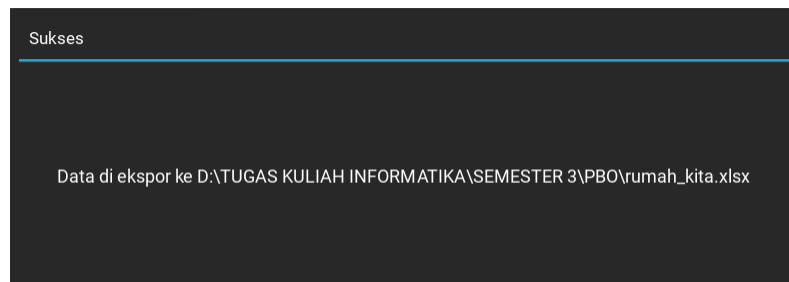 Sukses
Data di ekspor ke D:\TUGAS KULIAH INFORMATIKA\SEMESTER 3\PBO\rumah_kita.xlsx